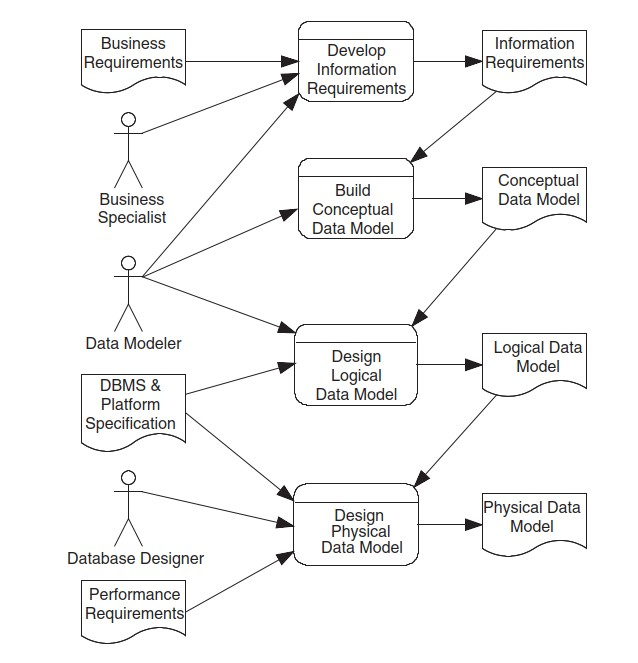 Business
Requirements
Develop
Information
Requirements
Information
Requirements
Business
Specialist
Build
Conceptual
Data Model
Conceptual
Data Model
Data Modeler
Design
Logical
Data Model
Logical Data
Model
DBMS &
Platform
Specification
Design
Physical
Data Model
Physical Data
Model
Database Designer
Performance
Requirements